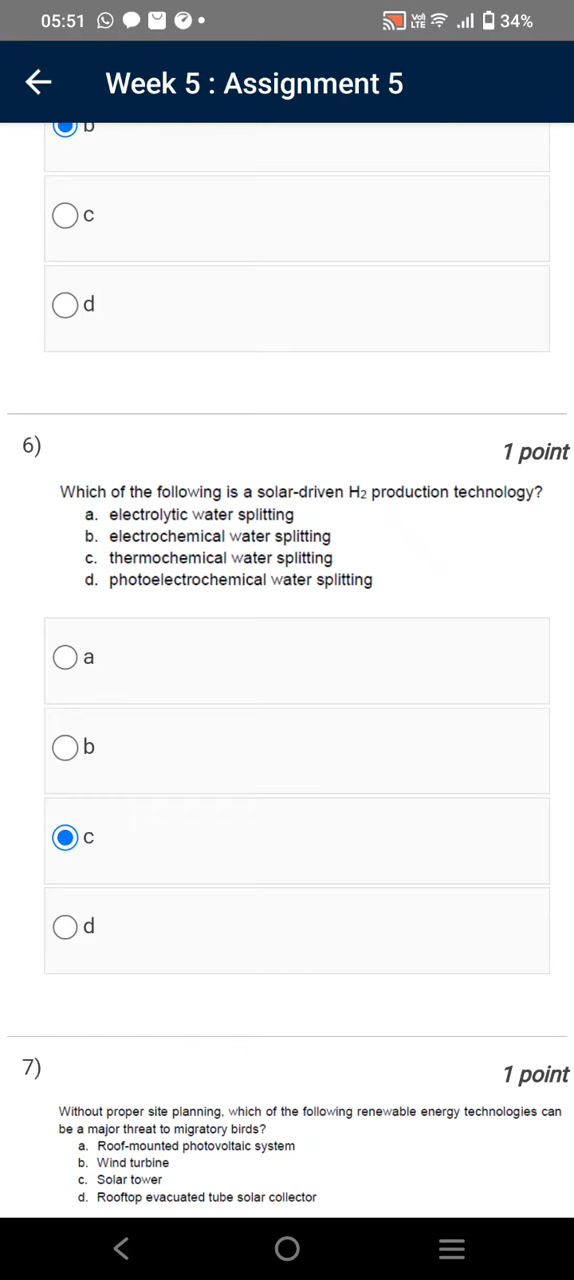 05:51 34%
Week 5 : Assignment 5
b
c
d
6)
1 point
Which of the following is a solar-driven H2 production technology?
a. electrolytic water splitting
b. electrochemical water splitting
c. thermochemical water splitting
d. photoelectrochemical water splitting
a
b
c
d
7)
1 point
Without proper site planning, which of the following renewable energy technologies can
be a major threat to migratory birds?
a. Roof-mounted photovoltaic system
b. Wind turbine
c. Solar tower
d. Rooftop evacuated tube solar collector